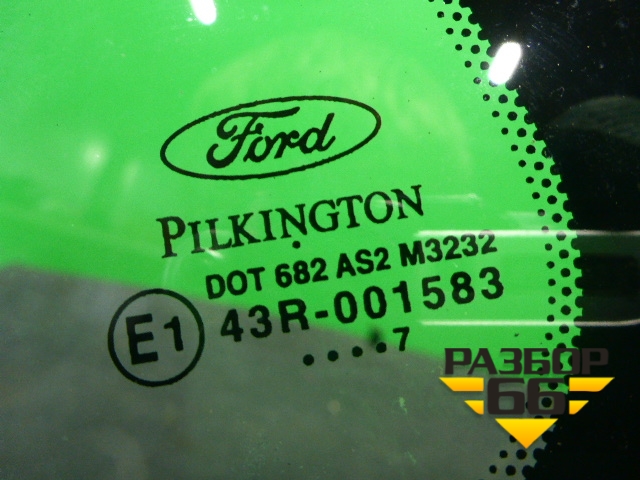 Ford
PILKINGTON
DOT 682 AS2 M3232
E1 43R-001583
....7
РАЗБОР
66